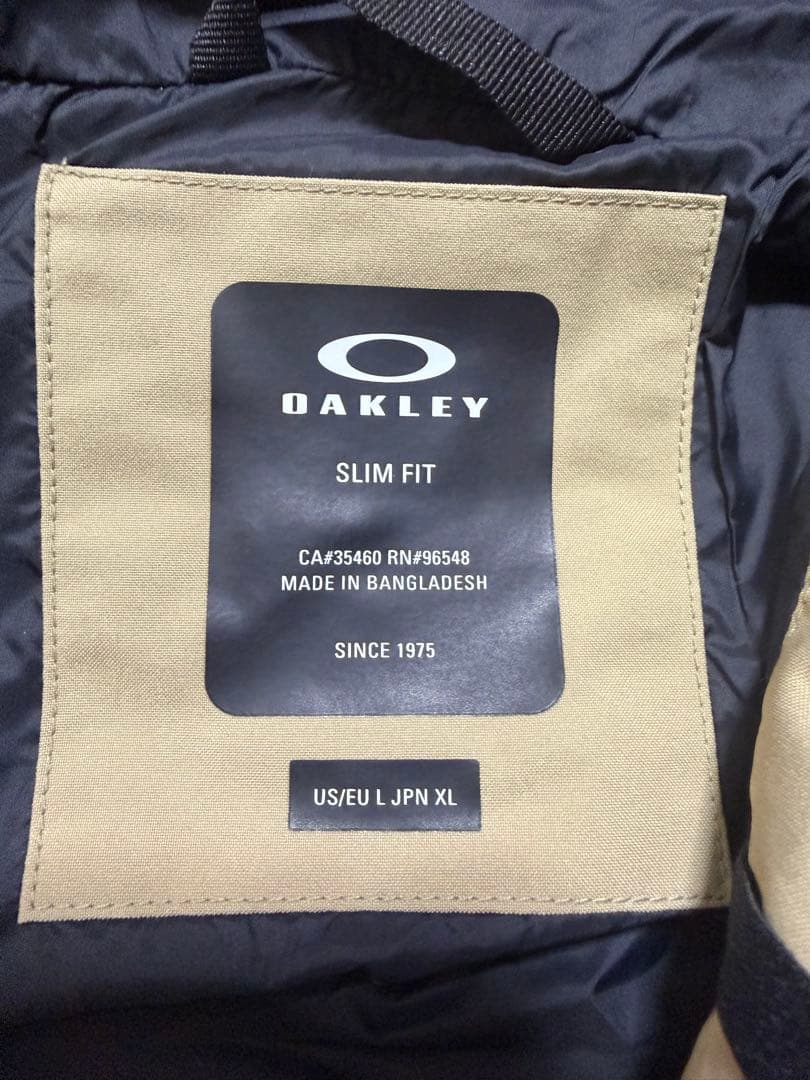 OAKLEY
SLIM FIT
CA#35460 RN#96548
MADE IN BANGLADESH
SINCE 1975
US/EU L JPN XL